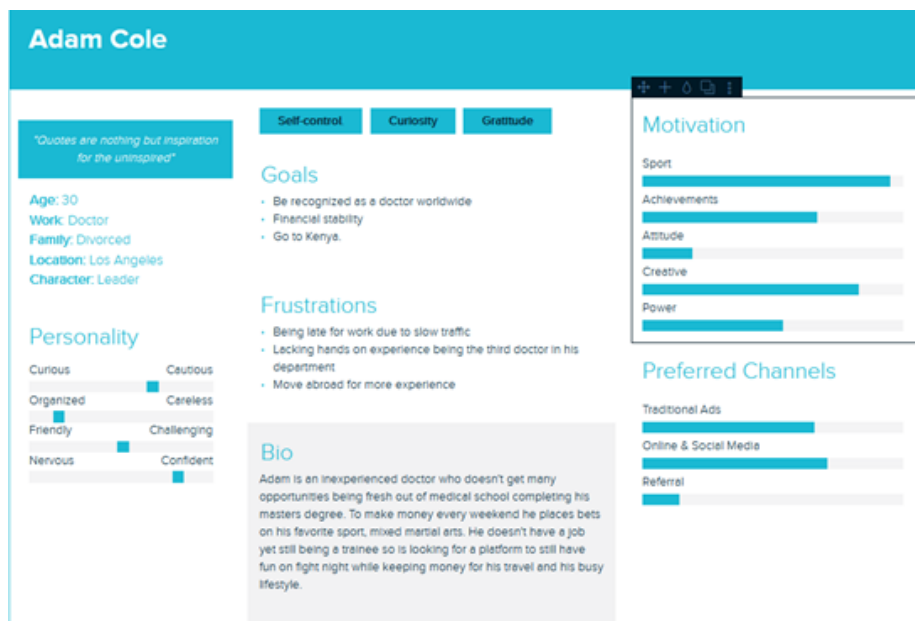 Adam Cole
"Quotes are nothing but inspiration
for the uninspired"
Age: 30
Work: Doctor
Family: Divorced
Location: Los Angeles
Character: Leader
Personality
Curious Cautious
Organized Careless
Friendly Challenging
Nervous Confident
Self-control Curiosity Gratitude
Goals
• Be recognized as a doctor worldwide
• Financial stability
• Go to Kenya.
Frustrations
• Being late for work due to slow traffic
• Lacking hands on experience being the third doctor in his
department
• Move abroad for more experience
Bio
Adam is an inexperienced doctor who doesn't get many
opportunities being fresh out of medical school completing his
masters degree. To make money every weekend he places bets
on his favorite sport, mixed martial arts. He doesn't have a job
yet still being a trainee so is looking for a platform to still have
fun on fight night while keeping money for his travel and his busy
lifestyle.
Motivation
Sport
Achievements
Attitude
Creative
Power
Preferred Channels
Traditional Ads
Online & Social Media
Referral